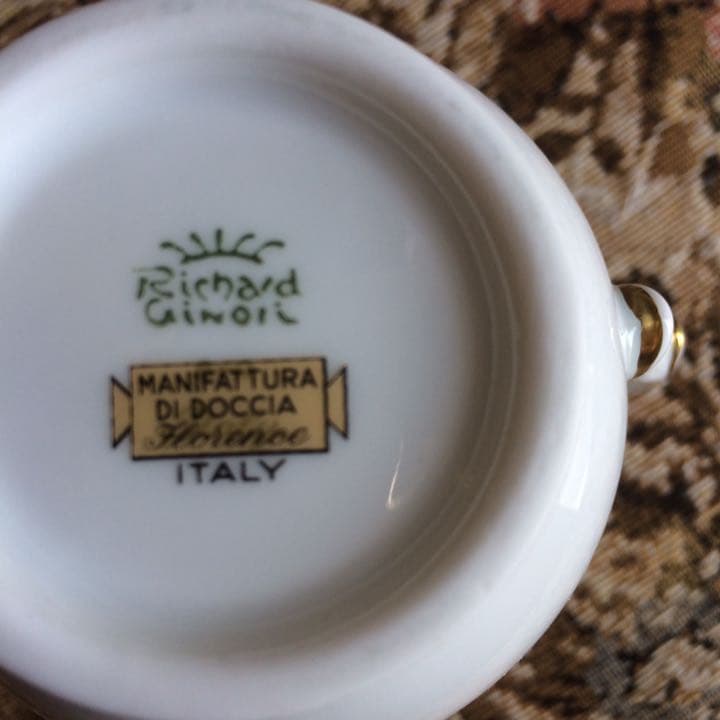 Richard
Ginori
MANIFATTURA
DI DOCCIA
Florence
ITALY